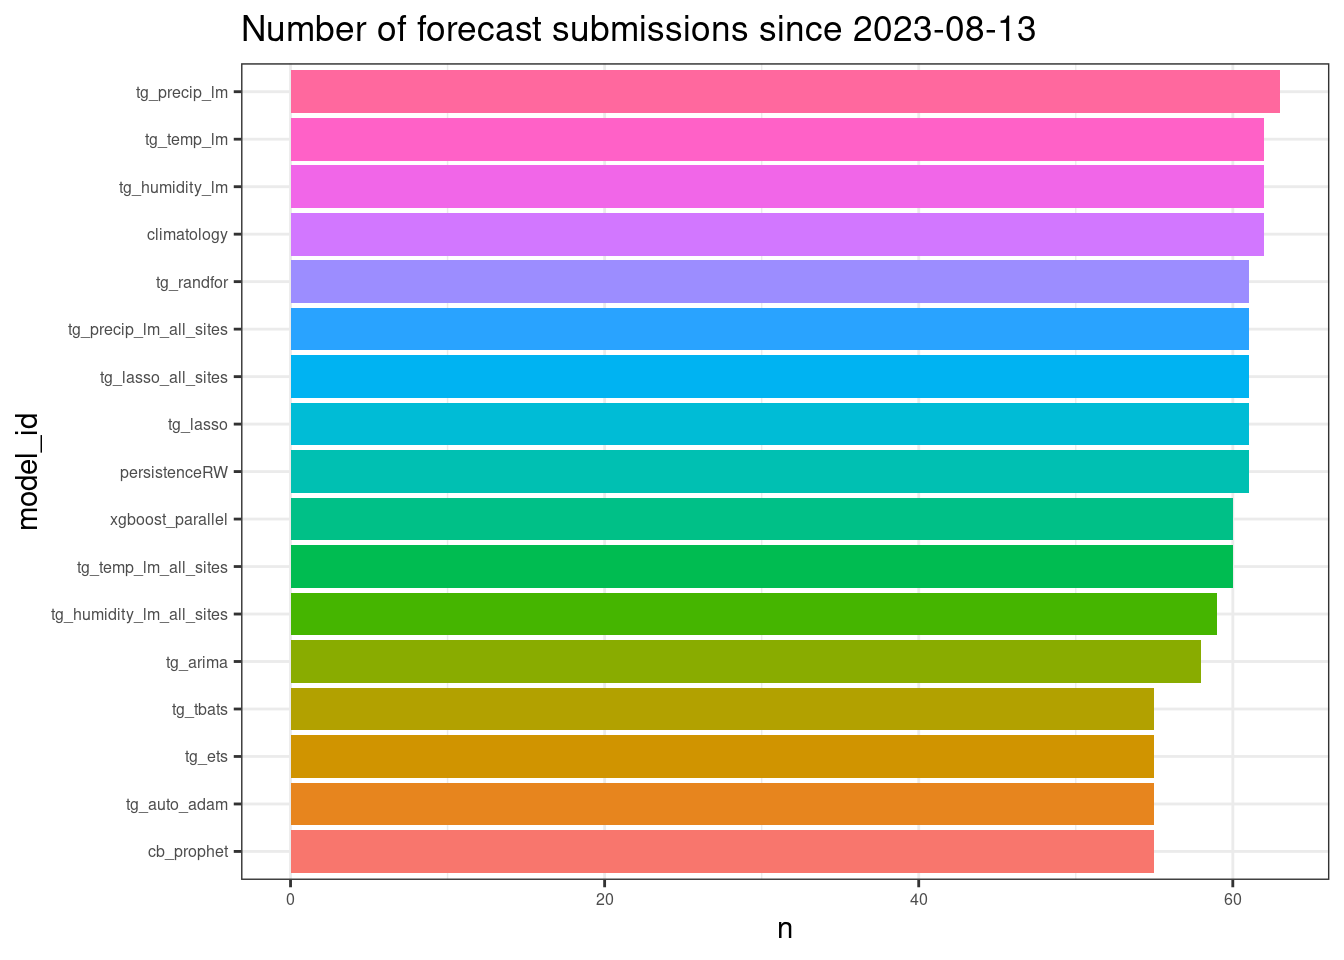 Number of forecast submissions since 2023-08-13
model_id
tg_precip_lm
tg_temp_lm
tg_humidity_lm
climatology
tg_randfor
tg_precip_lm_all_sites
tg_lasso_all_sites
tg_lasso
persistenceRW
xgboost_parallel
tg_temp_lm_all_sites
tg_humidity_lm_all_sites
tg_arima
tg_tbats
tg_ets
tg_auto_adam
cb_prophet
0 20 40 60
n